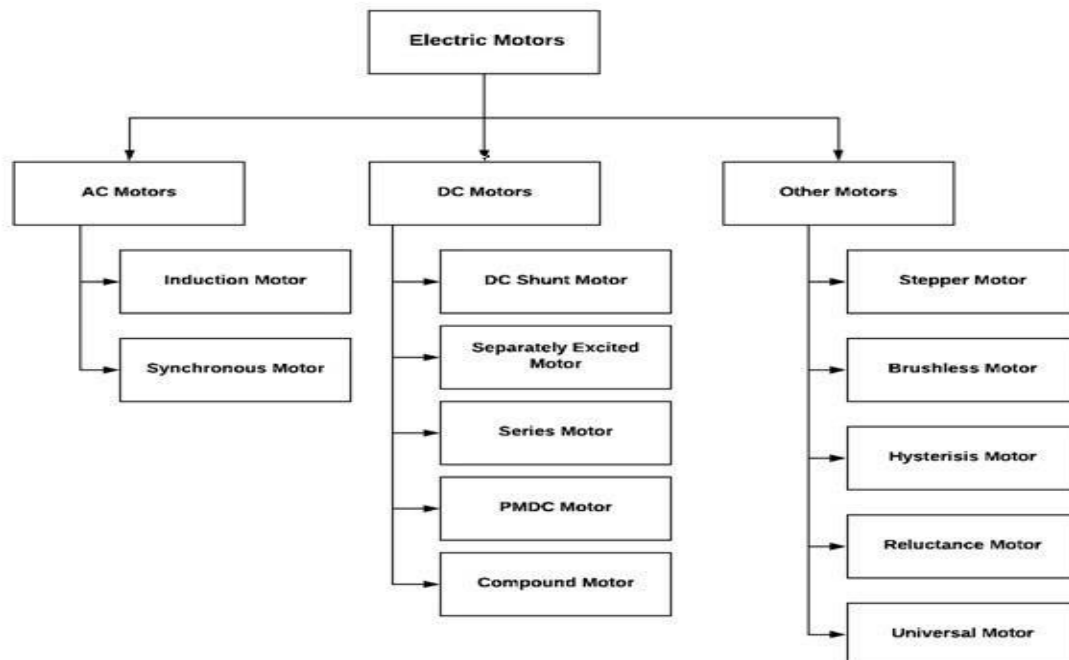 Electric Motors
AC Motors
DC Motors
Other Motors
Induction Motor
Synchronous Motor
DC Shunt Motor
Separately Excited
Motor
Series Motor
PMDC Motor
Compound Motor
Stepper Motor
Brushless Motor
Hysterisis Motor
Reluctance Motor
Universal Motor